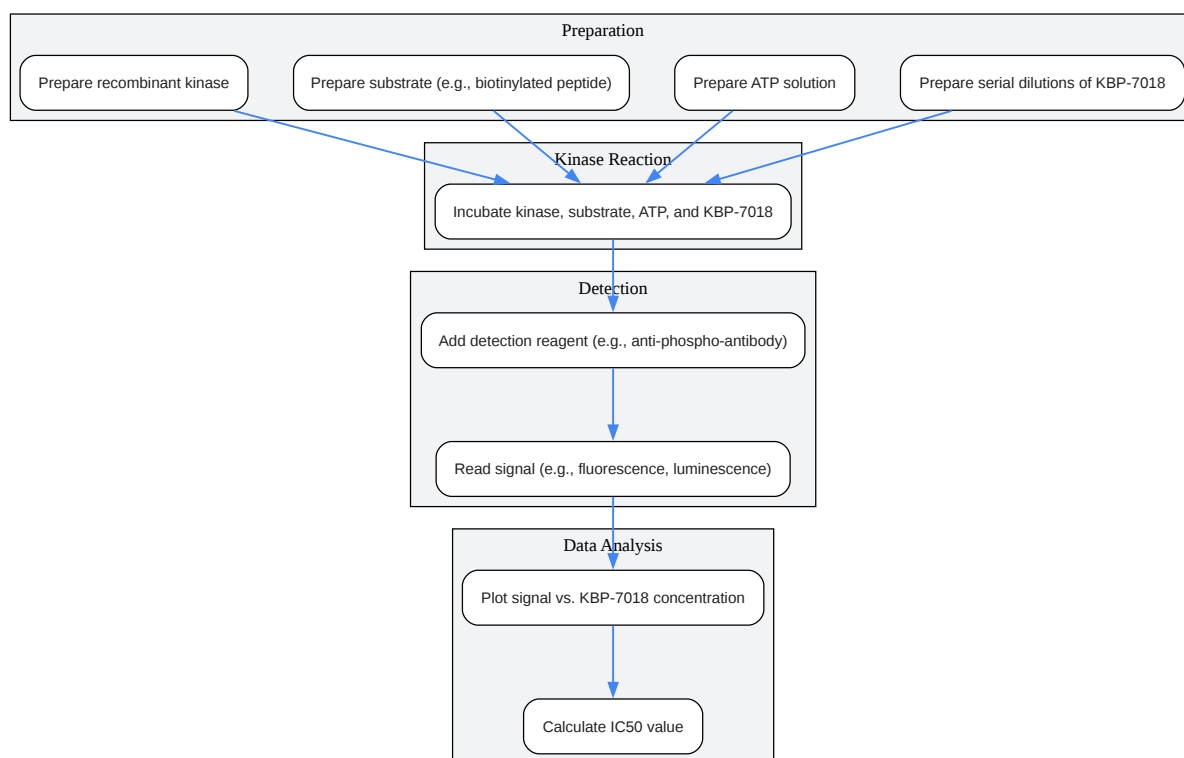 Preparation
Prepare recombinant kinase
Prepare substrate (e.g., biotinylated peptide)
Prepare ATP solution
Prepare serial dilutions of KBP-7018
Kinase Reaction
Incubate kinase, substrate, ATP, and KBP-7018
Detection
Add detection reagent (e.g., anti-phospho-antibody)
Read signal (e.g., fluorescence, luminescence)
Data Analysis
Plot signal vs. KBP-7018 concentration
Calculate IC50 value